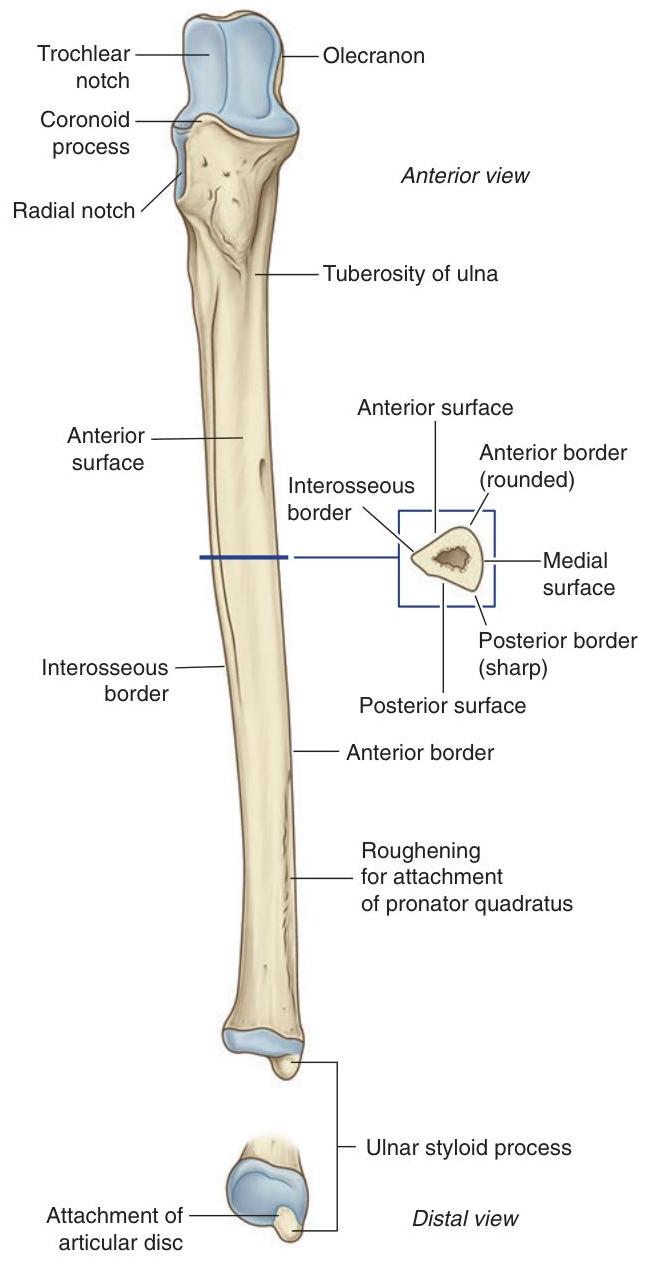 Trochlear
notch
Olecranon
Coronoid
process
Anterior view
Radial notch
Tuberosity of ulna
Anterior surface
Anterior
surface
Anterior border
(rounded)
Interosseous
border
Medial
surface
Posterior border
(sharp)
Interosseous
border
Posterior surface
Anterior border
Roughening
for attachment
of pronator quadratus
Ulnar styloid process
Attachment of
articular disc
Distal view